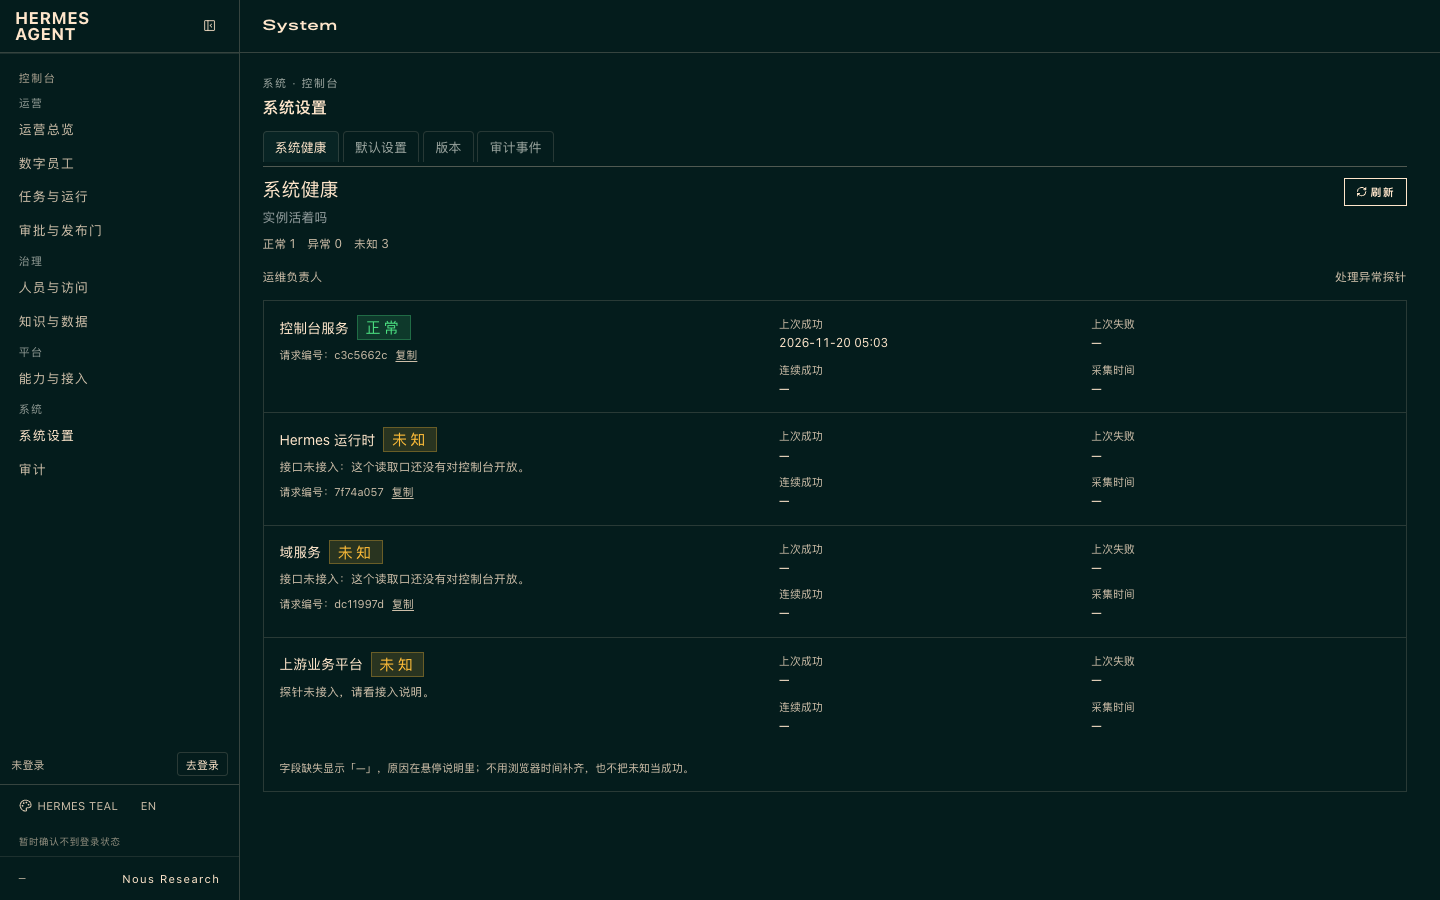 HERMES
AGENT
控制台
运营
运营总览
数字员工
任务与运行
审批与发布门
治理
人员与访问
知识与数据
平台
能力与接入
系统
系统设置
审计
未登录
去登录
HERMES TEAL
EN
暂时确认不到登录状态
—
Nous Research
System
系统 · 控制台
系统设置
系统健康
默认设置
版本
审计事件
系统健康
刷新
实例活着吗
正常 1 异常 0 未知 3
运维负责人
处理异常探针
控制台服务 正常
请求编号：c3c5662c 复制
上次成功
2026-11-20 05:03
上次失败
—
连续成功
—
采集时间
—
Hermes 运行时 未知
接口未接入：这个读取口还没有对控制台开放。
请求编号：7f74a057 复制
上次成功
—
上次失败
—
连续成功
—
采集时间
—
域服务 未知
接口未接入：这个读取口还没有对控制台开放。
请求编号：dc11997d 复制
上次成功
—
上次失败
—
连续成功
—
采集时间
—
上游业务平台 未知
探针未接入，请看接入说明。
上次成功
—
上次失败
—
连续成功
—
采集时间
—
字段缺失显示「—」，原因在悬停说明里；不用浏览器时间补齐，也不把未知当成功。